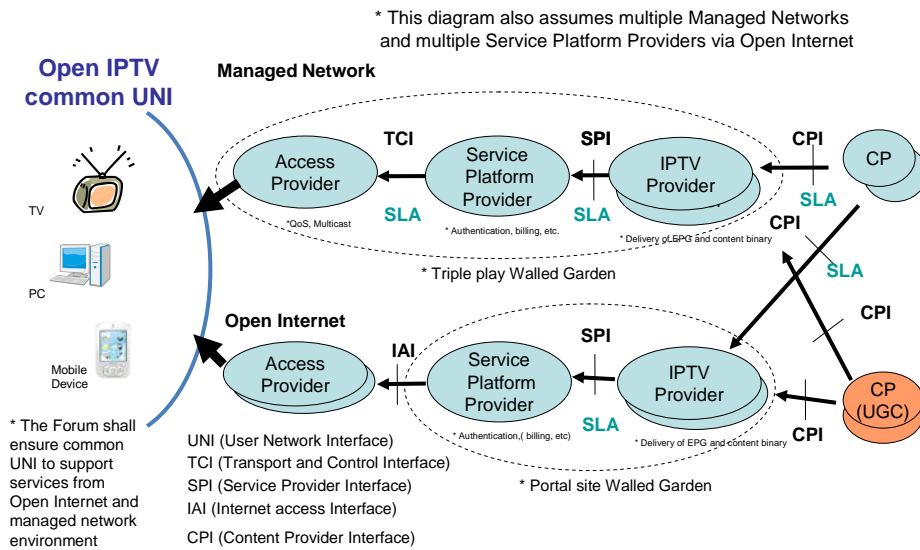 * This diagram also assumes multiple Managed Networks
and multiple Service Platform Providers via Open Internet
Open IPTV
common UNI
Managed Network
TCI
SPI
CPI
Access
Provider
Service
Platform
Provider
IPTV
Provider
CP
SLA
SLA
SLA
*QoS, Multicast
* Authentication, billing, etc.
* Delivery of EPG and content binary
CPI
SLA
* Triple play Walled Garden
TV
PC
Mobile
Device
Open Internet
IAI
SPI
CPI
Access
Provider
Service
Platform
Provider
IPTV
Provider
CP
(UGC)
SLA
CPI
* Authentication,( billing, etc)
* Delivery of EPG and content binary
* Portal site Walled Garden
* The Forum shall
ensure common
UNI to support
services from
Open Internet and
managed network
environment
UNI (User Network Interface)
TCI (Transport and Control Interface)
SPI (Service Provider Interface)
IAI (Internet access Interface)
CPI (Content Provider Interface)